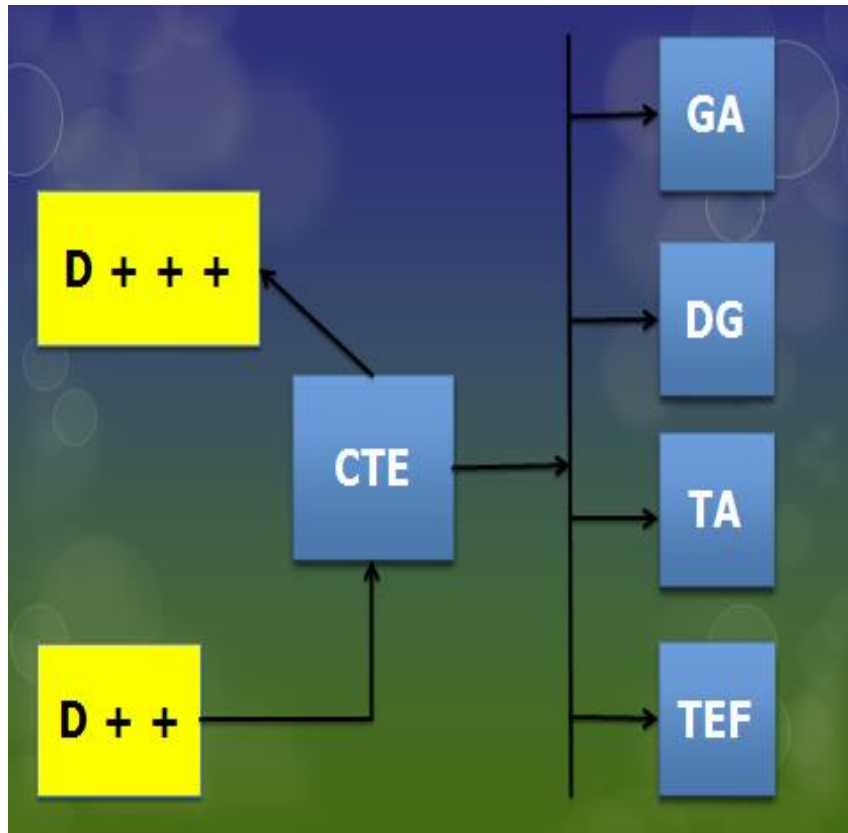 GA
D + + +
DG
CTE
TA
D + +
TEF